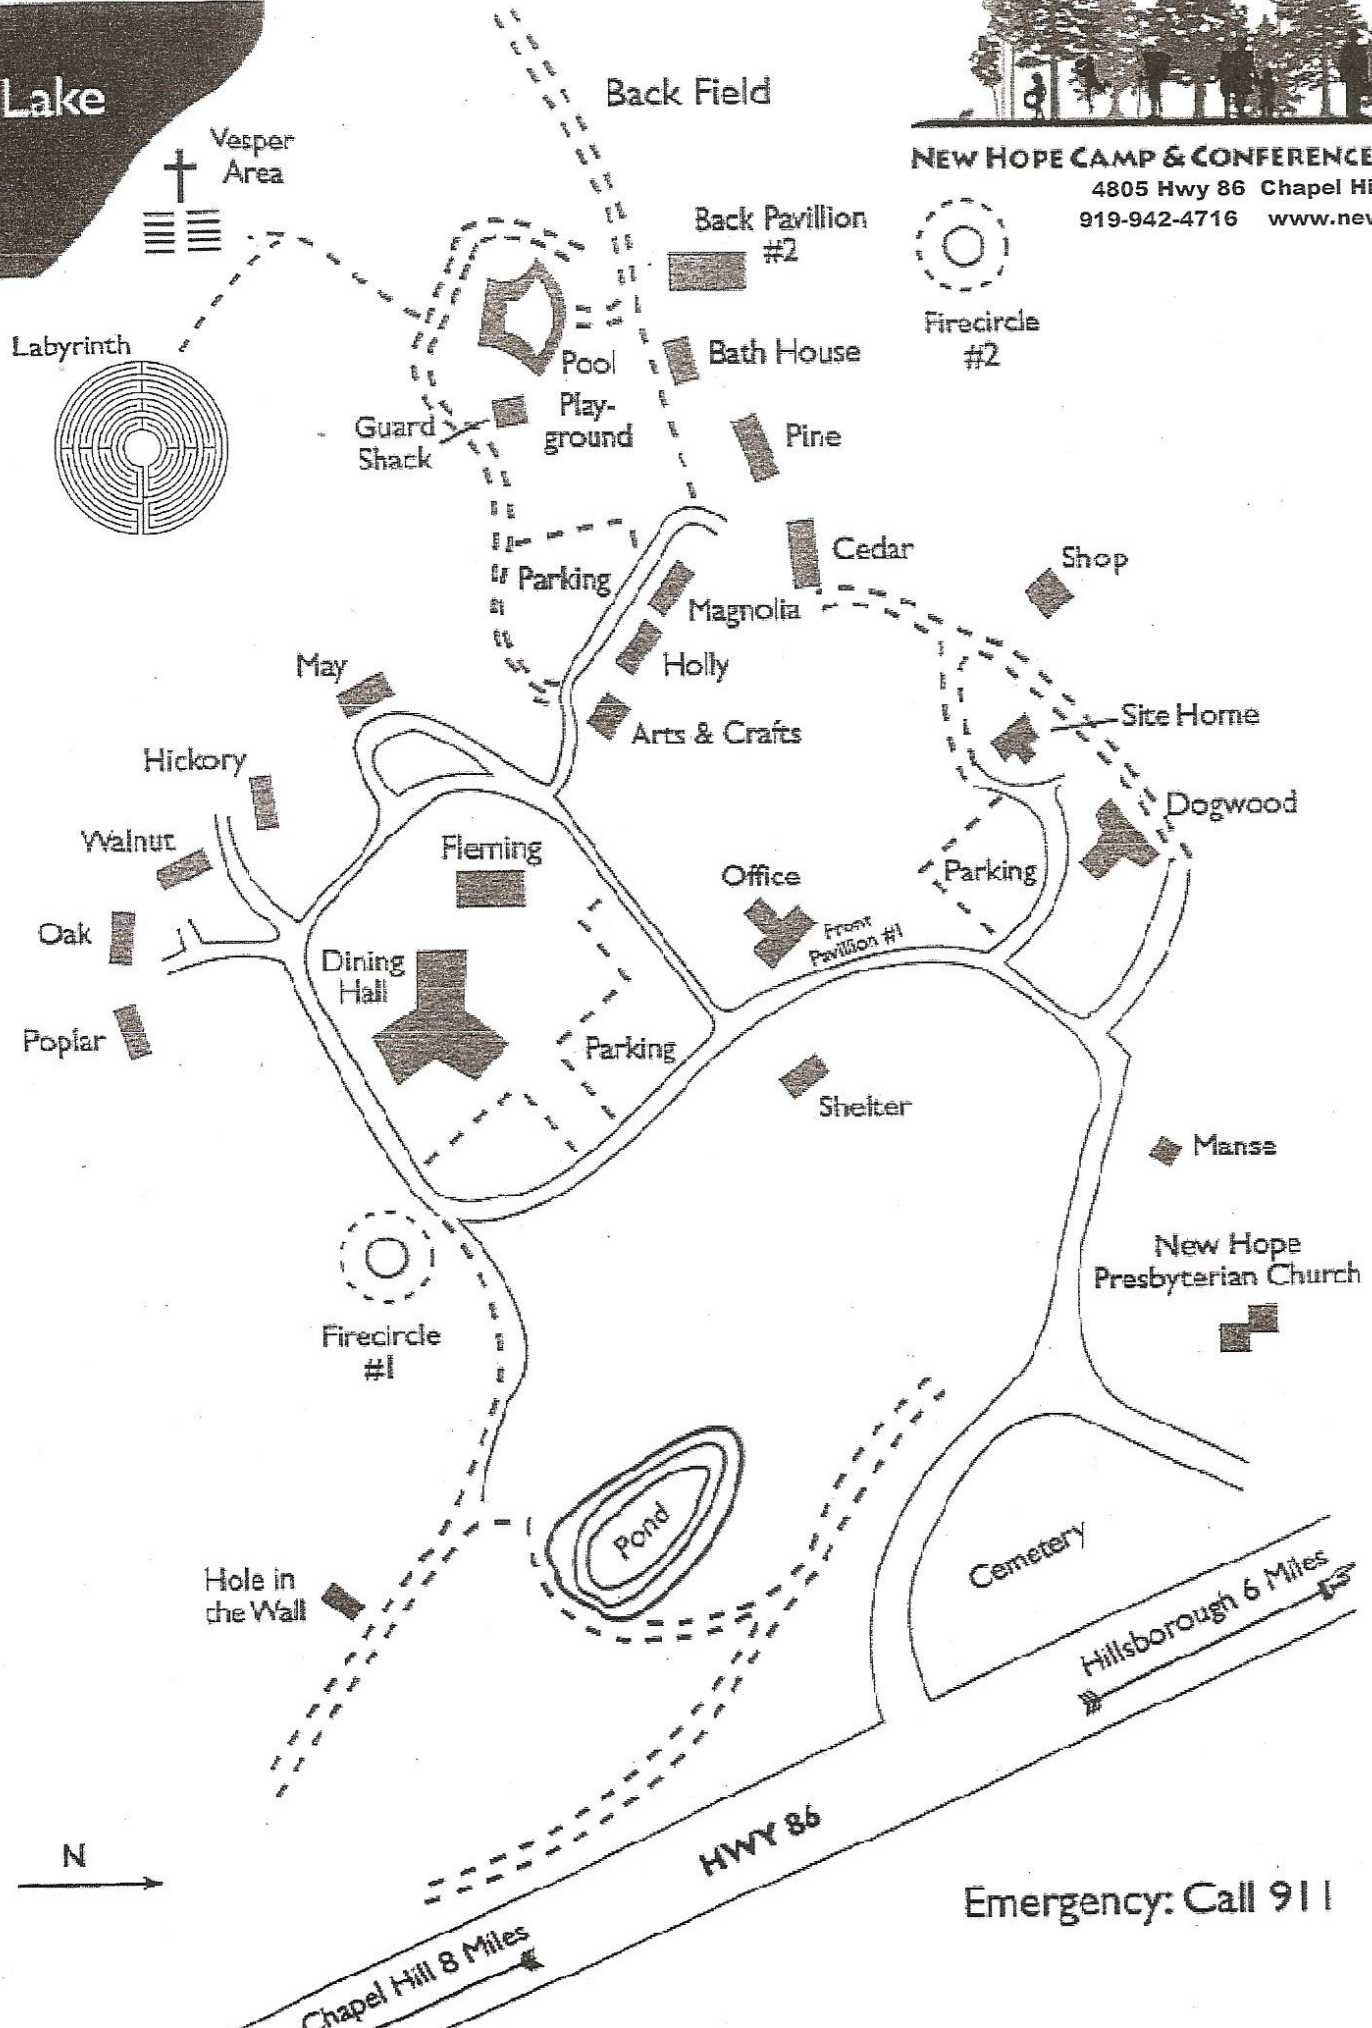 Lake
Back Field
Vesper
Area
NEW HOPE CAMP & CONFERENCE
4805 Hwy 86 Chapel Hi
919-942-4716 www.nev
Back Pavillion
#2
Firecircle
#2
Labyrinth
Pool
Bath House
Play-
ground
Guard
Shack
Pine
Parking
Cedar
Shop
Magnolia
Holly
May
Arts & Crafts
Site Home
Hickory
Dogwood
Walnut
Fleming
Office
Parking
Oak
Front
Pavillion #1
Dining
Hall
Poplar
Parking
Shelter
Manse
New Hope
Presbyterian Church
Firecircle
#1
Pond
Cemetery
Hole in
the Wall
Hillsborough 6 Miles
HWY 86
N
Emergency: Call 911
Chapel Hill 8 Miles